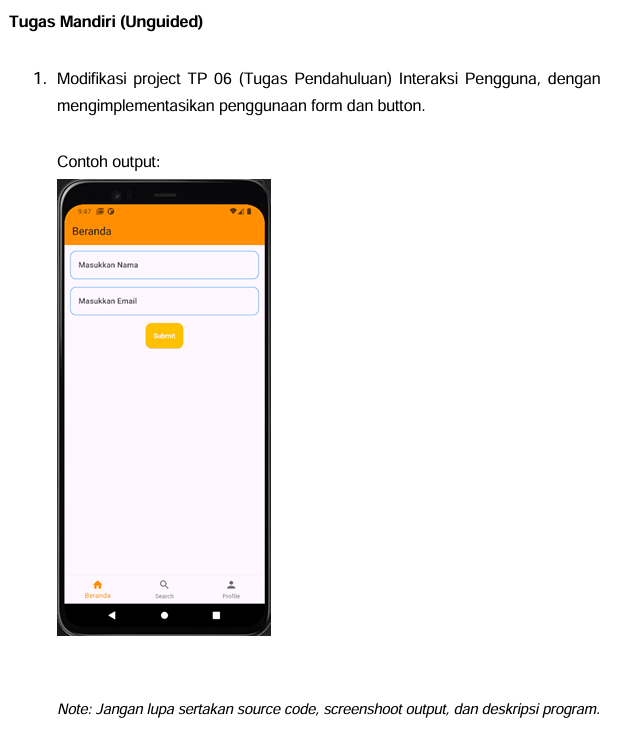 Tugas Mandiri (Unguided)
1. Modifikasi project TP 06 (Tugas Pendahuluan) Interaksi Pengguna, dengan
mengimplementasikan penggunaan form dan button.
Contoh output:
9:47
Beranda
Masukkan Nama
Masukkan Email
Submit
Beranda Search Profile
Note: Jangan lupa sertakan source code, screenshoot output, dan deskripsi program.